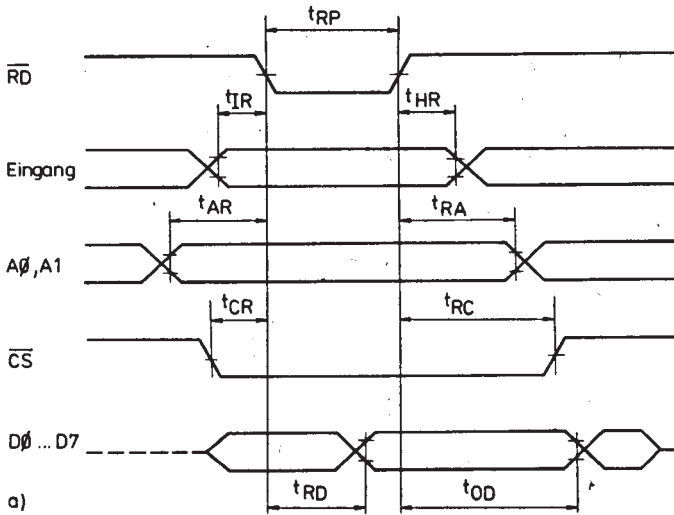 tRP
RD
tIR
tHR
Eingang
tAR
tRA
AØ,A1
tCR
tRC
CS
DØ...D7
tRD
tOD
a)